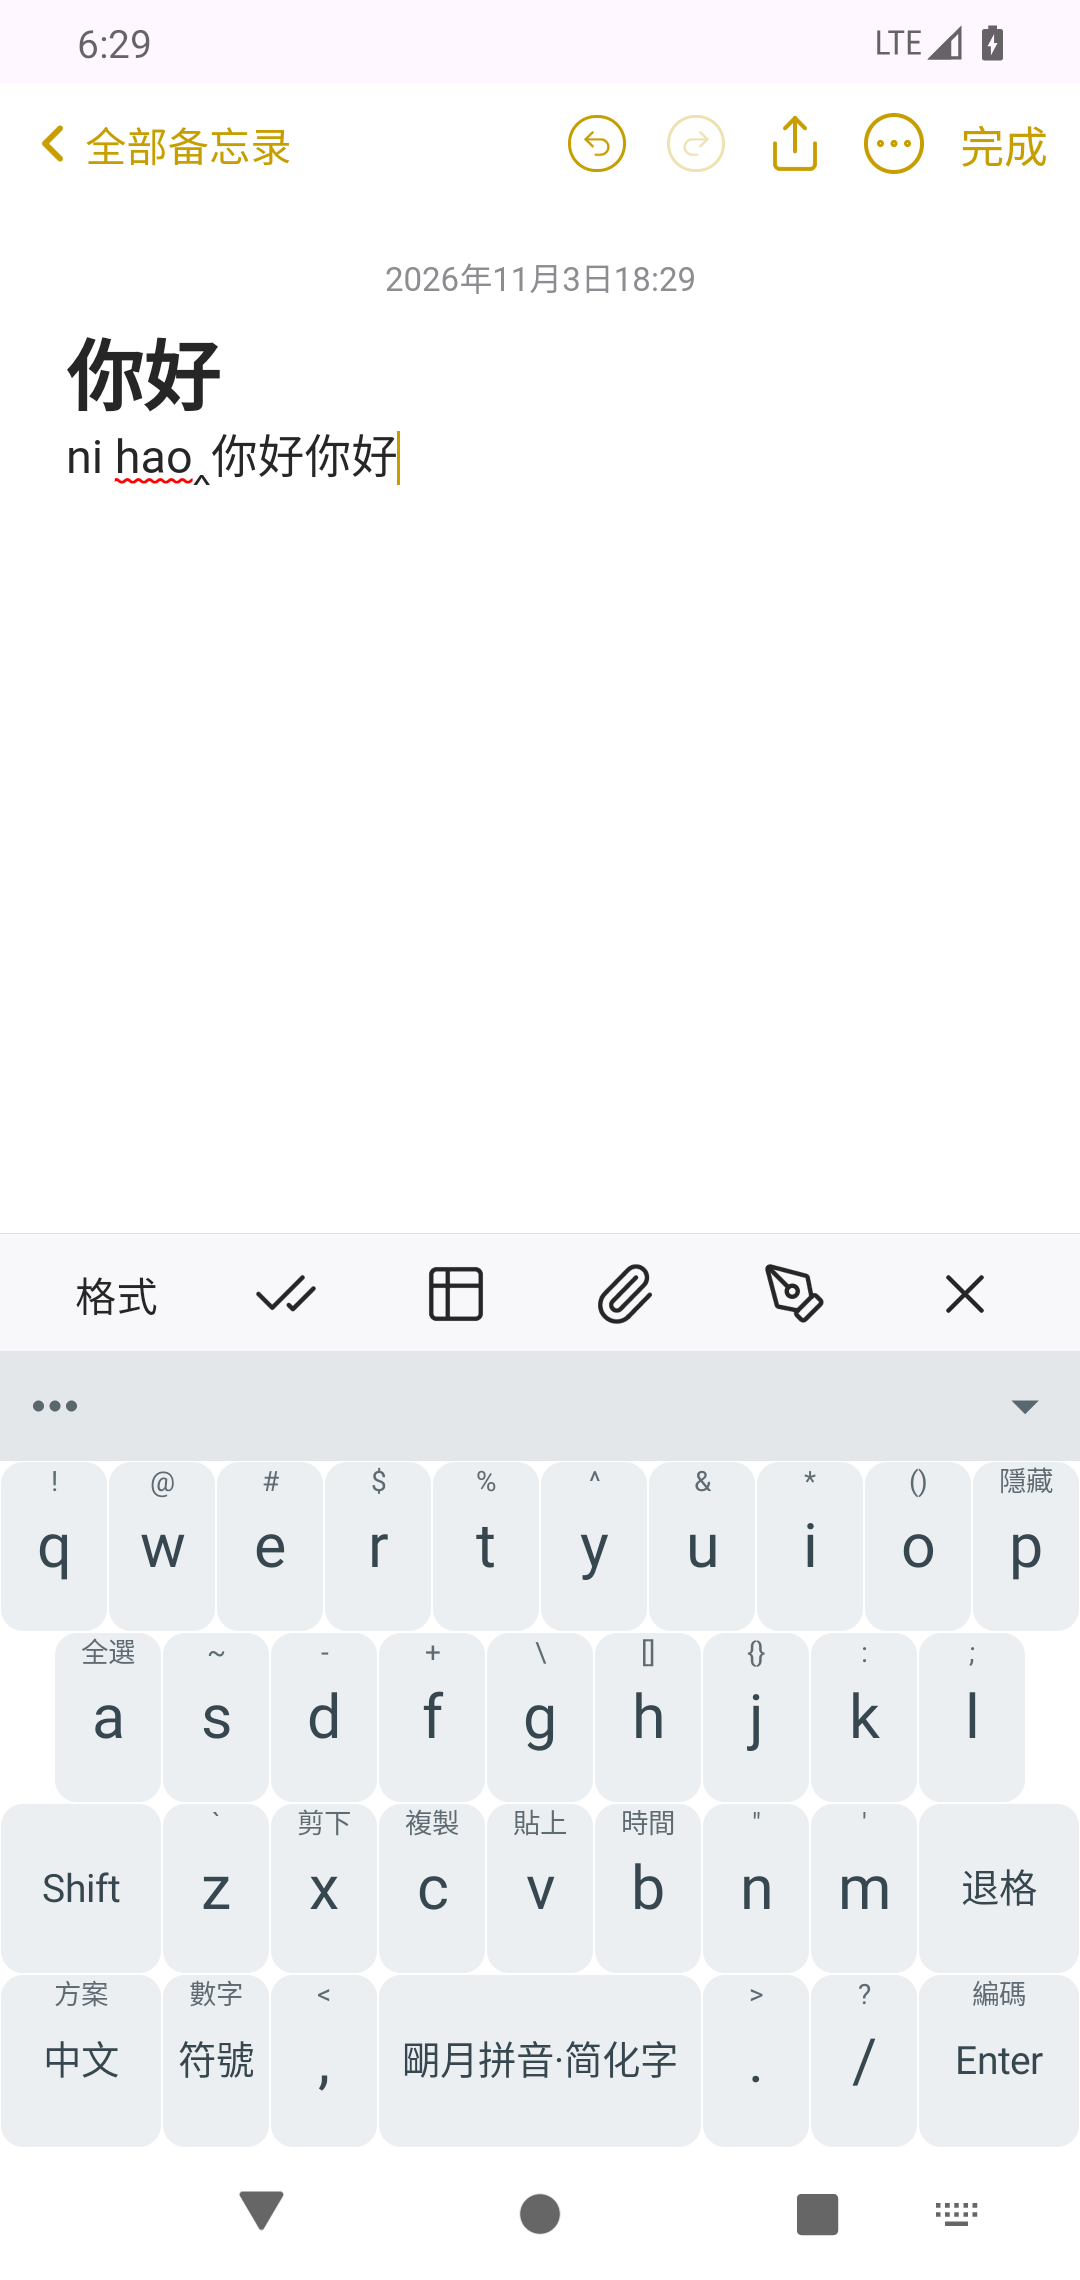 6:29
LTE
全部备忘录
完成
2026年11月3日18:29
你好
ni hao‸你好你好
格式
! @ # $ % ^ & * () 隱藏
q w e r t y u i o p
全選 ~ - + \ [] {} : ;
a s d f g h j k l
` 剪下 複製 貼上 時間 " '
Shift z x c v b n m 退格
方案 數字 < > ? 編碼
中文 符號 , 朙月拼音·简化字 . / Enter